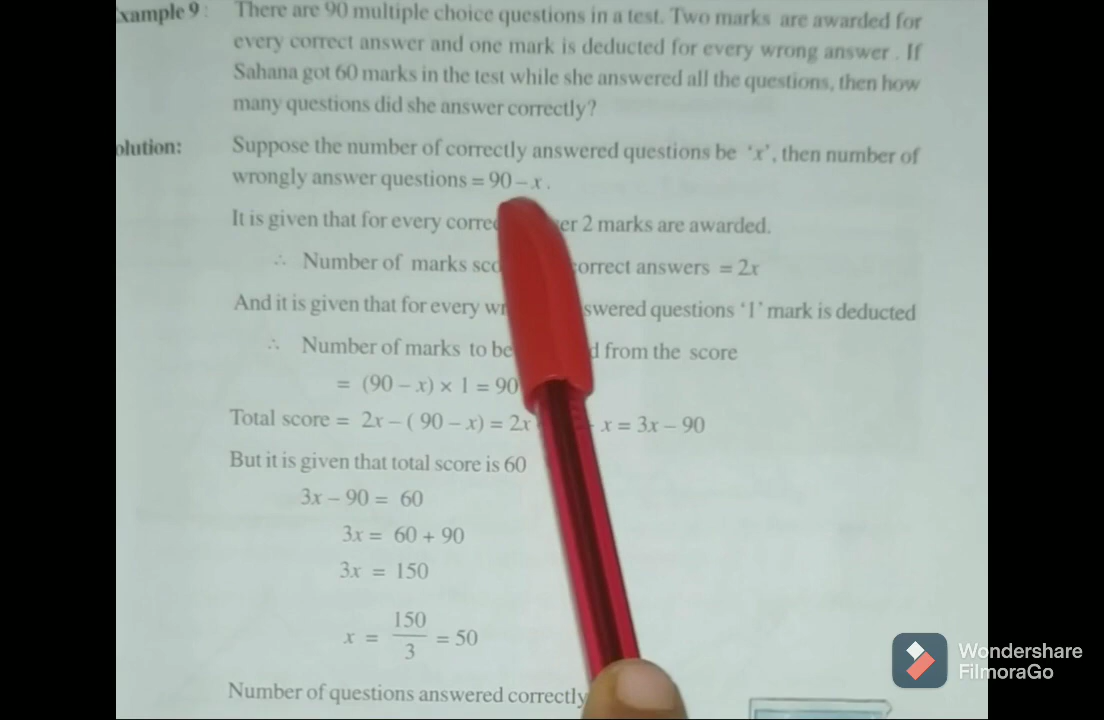 xample 9 : There are 90 multiple choice questions in a test. Two marks are awarded for
every correct answer and one mark is deducted for every wrong answer . If
Sahana got 60 marks in the test while she answered all the questions, then how
many questions did she answer correctly?
olution: Suppose the number of correctly answered questions be ‘x’, then number of
wrongly answer questions = 90 – x .
It is given that for every corre er 2 marks are awarded.
∴ Number of marks sco orrect answers = 2x
And it is given that for every wr swered questions ‘1’ mark is deducted
∴ Number of marks to be d from the score
= (90 – x) × 1 = 90
Total score = 2x – ( 90 – x) = 2x x = 3x – 90
But it is given that total score is 60
3x – 90 = 60
3x = 60 + 90
3x = 150
x = 150/3 = 50
Number of questions answered correctly
Wondershare
FilmoraGo